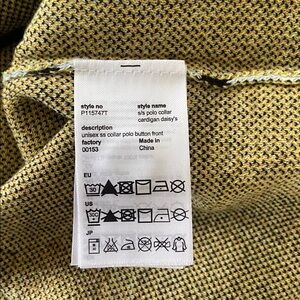 style no style name
P115747T s/s polo collar
cardigan daisy's
description
unisex ss collar polo button front
factory Made in
00153 China
EU
30
US
JP